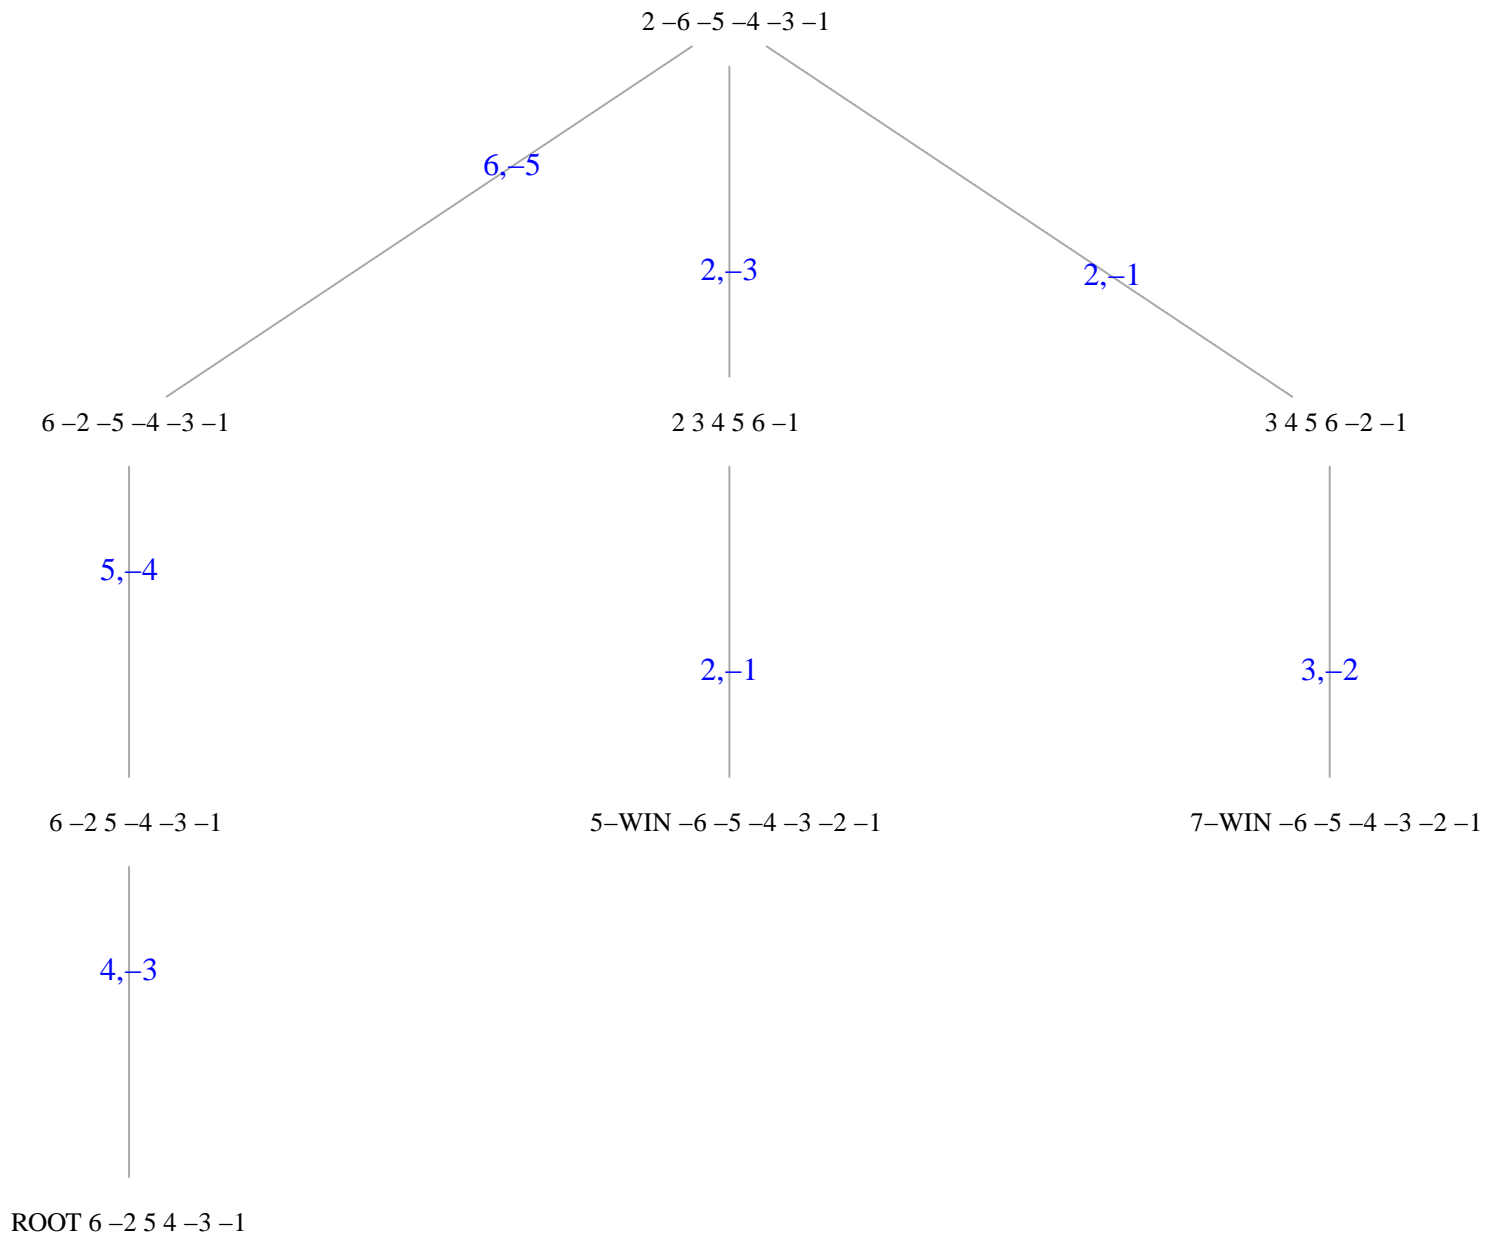 2 –6 –5 –4 –3 –1
6,–5
2,–3
2,–1
6 –2 –5 –4 –3 –1
2 3 4 5 6 –1
3 4 5 6 –2 –1
5,–4
2,–1
3,–2
6 –2 5 –4 –3 –1
5–WIN –6 –5 –4 –3 –2 –1
7–WIN –6 –5 –4 –3 –2 –1
4,–3
ROOT 6 –2 5 4 –3 –1